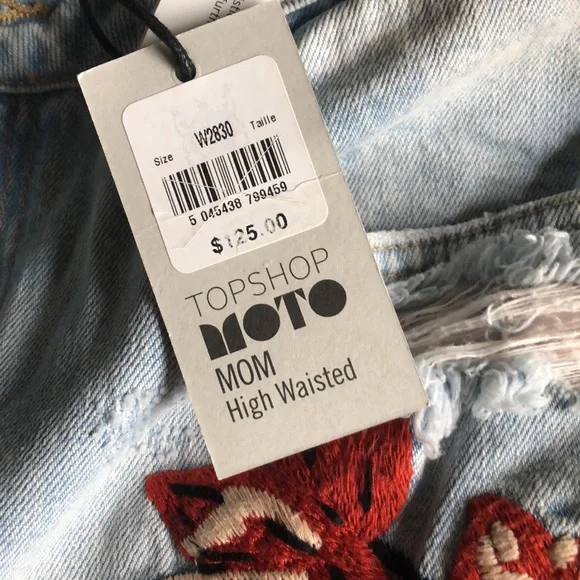 Size W2830 Taille
5 045438 799459
$125.00
TOPSHOP
MOTO
MOM
High Waisted